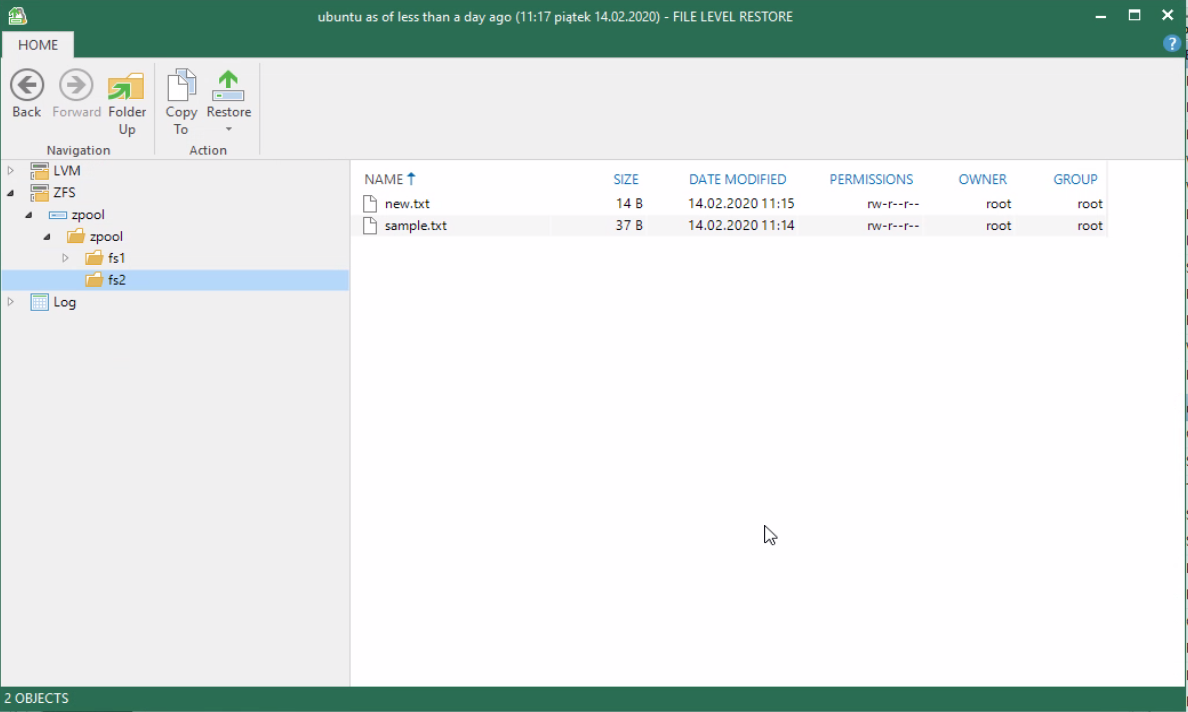 ubuntu as of less than a day ago (11:17 piątek 14.02.2020) - FILE LEVEL RESTORE
HOME
?
Back Forward Folder Up Copy To Restore
Navigation Action
LVM
ZFS
zpool
zpool
fs1
fs2
Log
NAME SIZE DATE MODIFIED PERMISSIONS OWNER GROUP
new.txt 14 B 14.02.2020 11:15 rw-r--r-- root root
sample.txt 37 B 14.02.2020 11:14 rw-r--r-- root root
2 OBJECTS